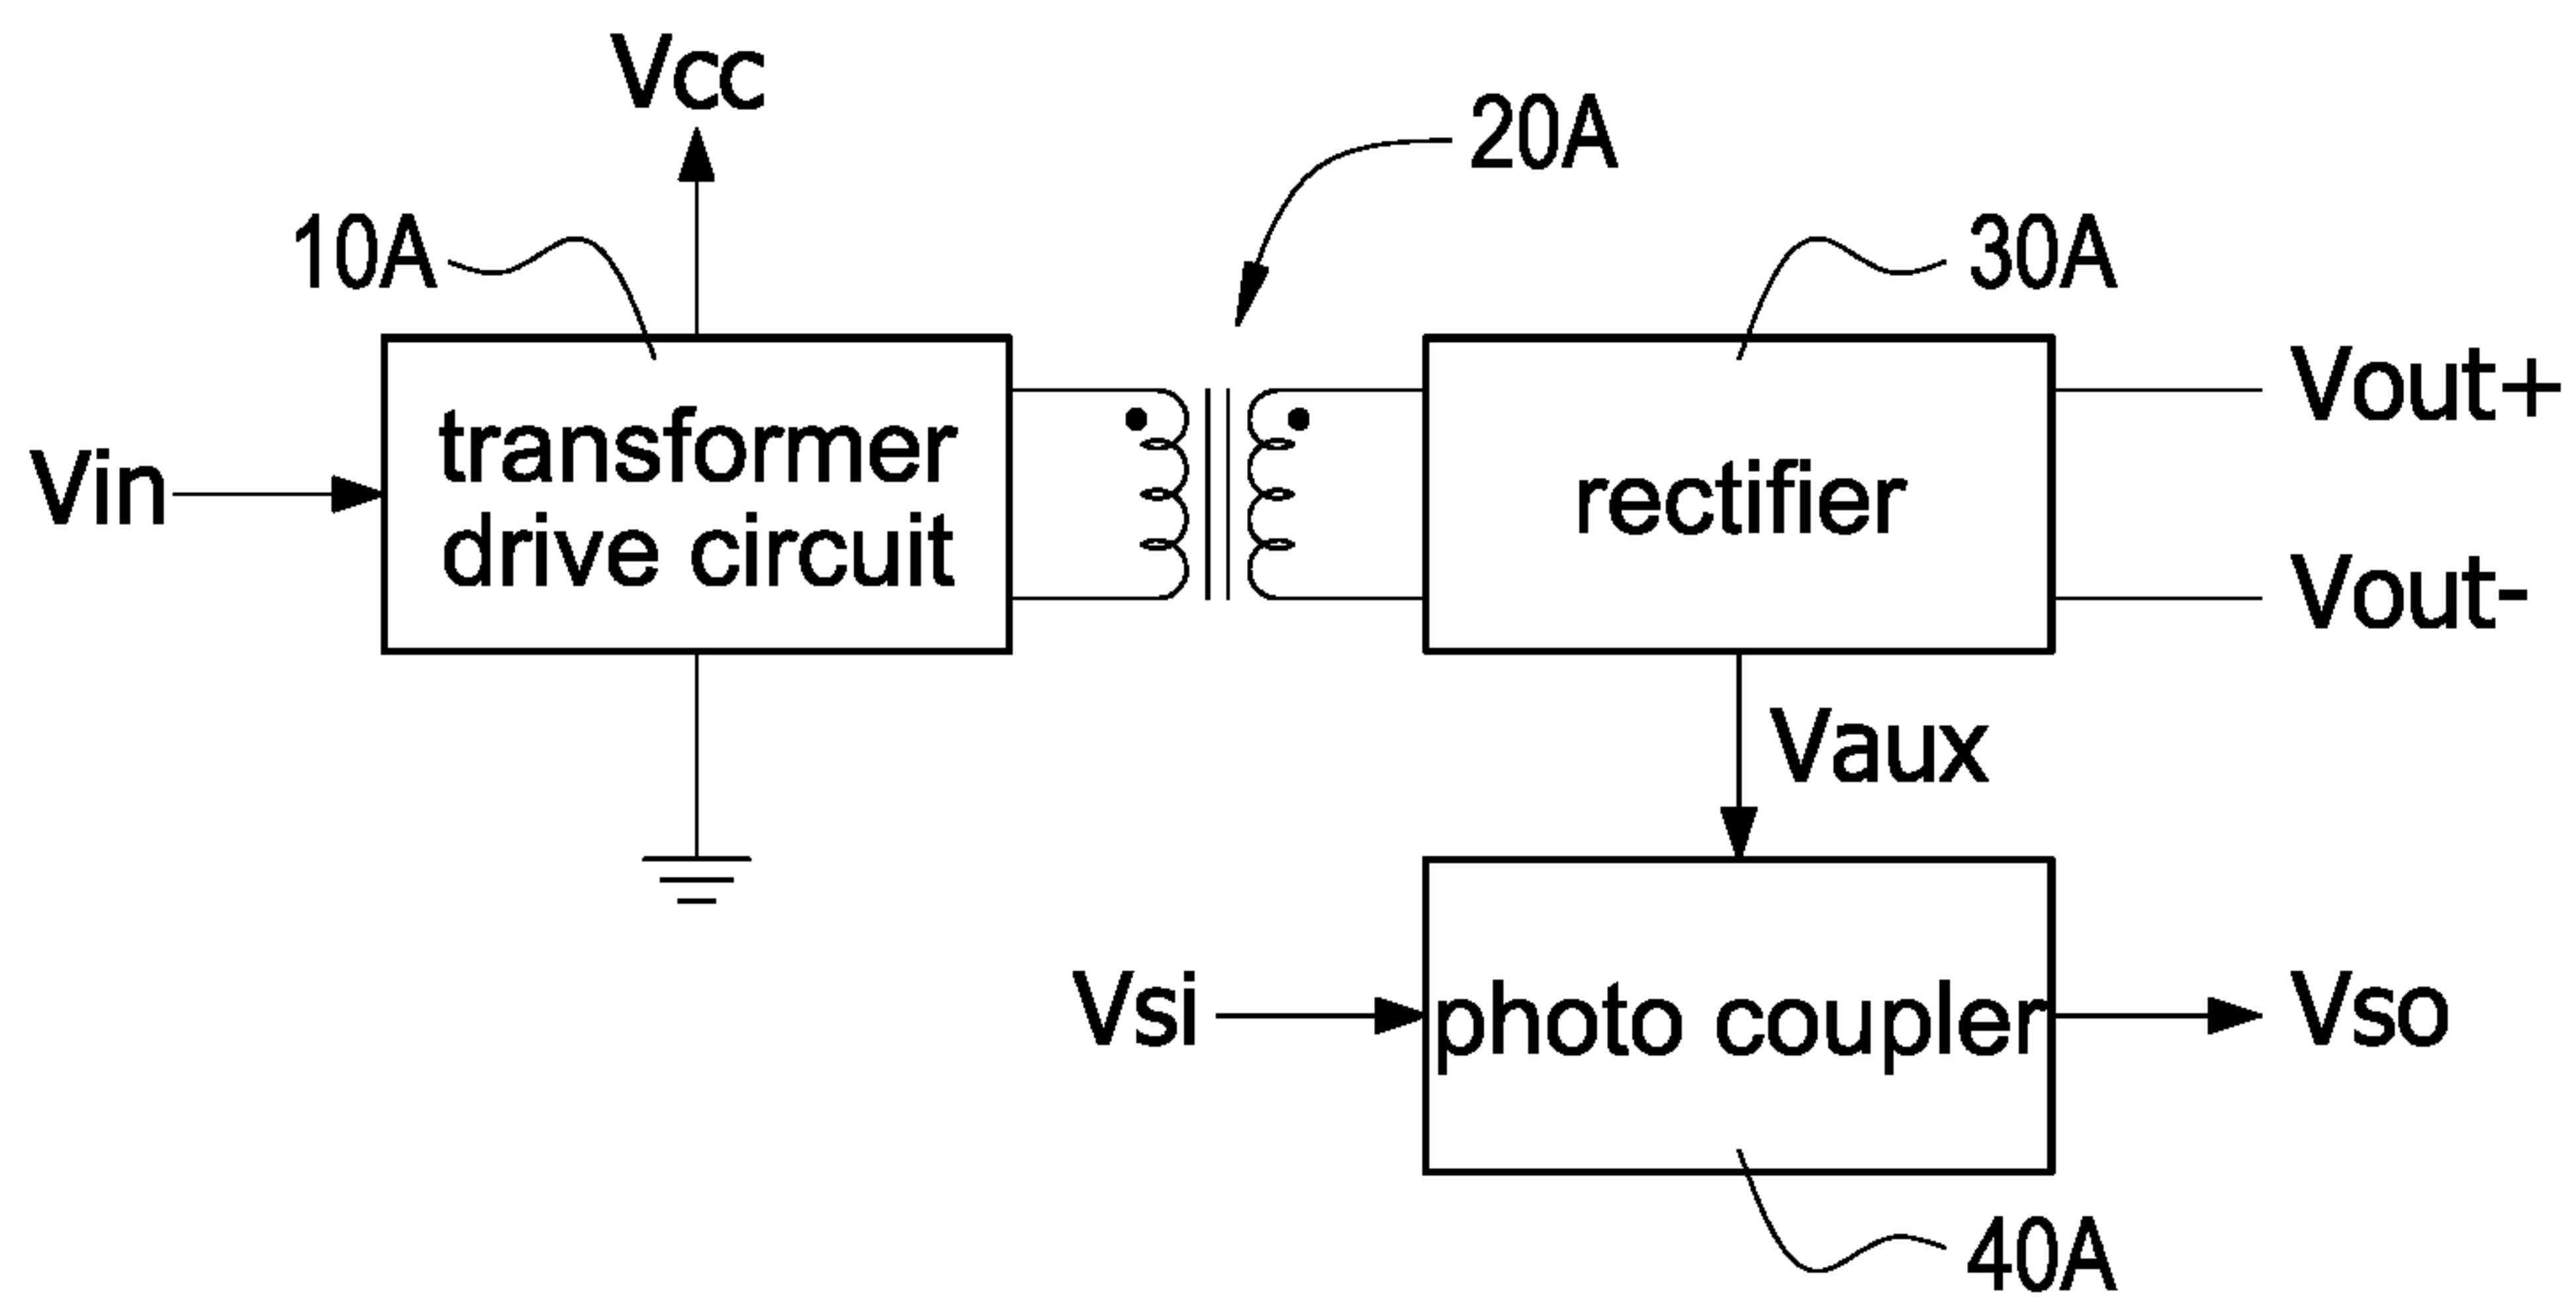 Vcc
20A
10A
30A
Vout+
transformer
Vin
rectifier
drive circuit
Vout-
Vaux
Vsi
photo coupler
Vso
40A